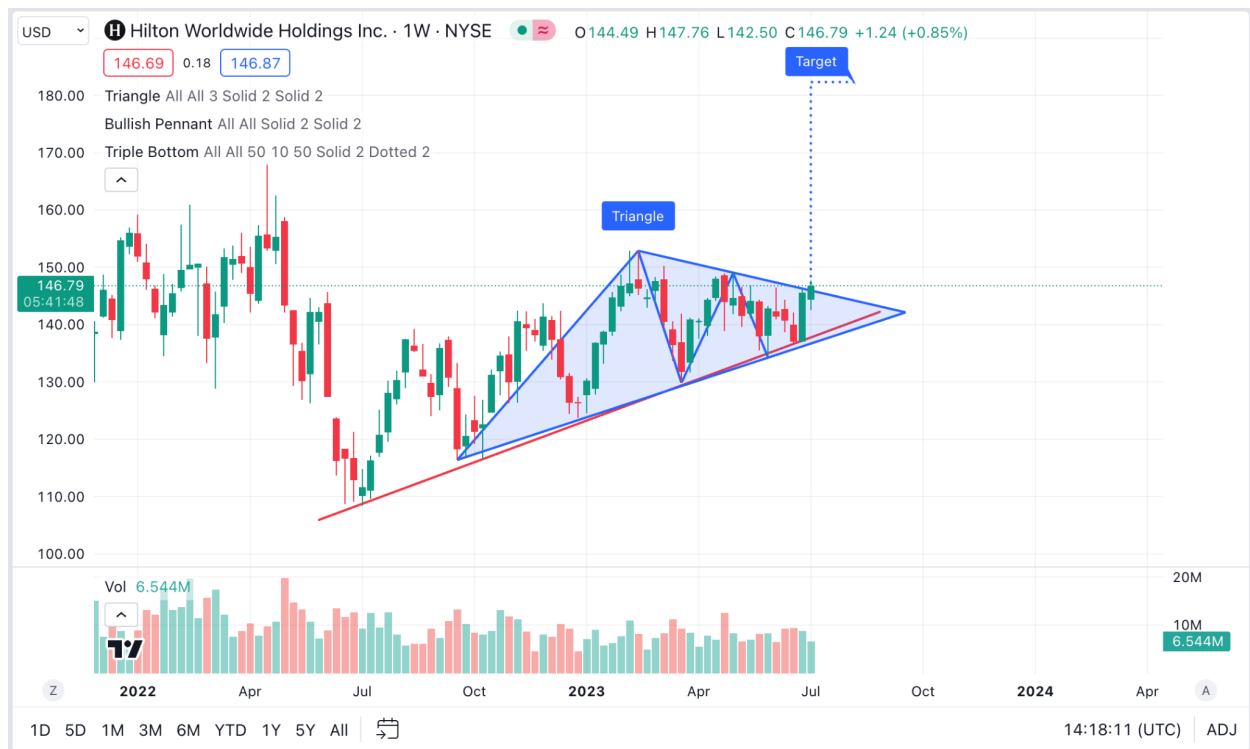 USD
H Hilton Worldwide Holdings Inc. · 1W · NYSE ≈ O144.49 H147.76 L142.50 C146.79 +1.24 (+0.85%)
146.69 0.18 146.87
Target
Triangle All All 3 Solid 2 Solid 2
Bullish Pennant All All Solid 2 Solid 2
Triple Bottom All All 50 10 50 Solid 2 Dotted 2
Triangle
180.00
170.00
160.00
150.00
146.79
05:41:48
140.00
130.00
120.00
110.00
100.00
Vol 6.544M
20M
10M
6.544M
Z 2022 Apr Jul Oct 2023 Apr Jul Oct 2024 Apr A
1D 5D 1M 3M 6M YTD 1Y 5Y All 14:18:11 (UTC) ADJ